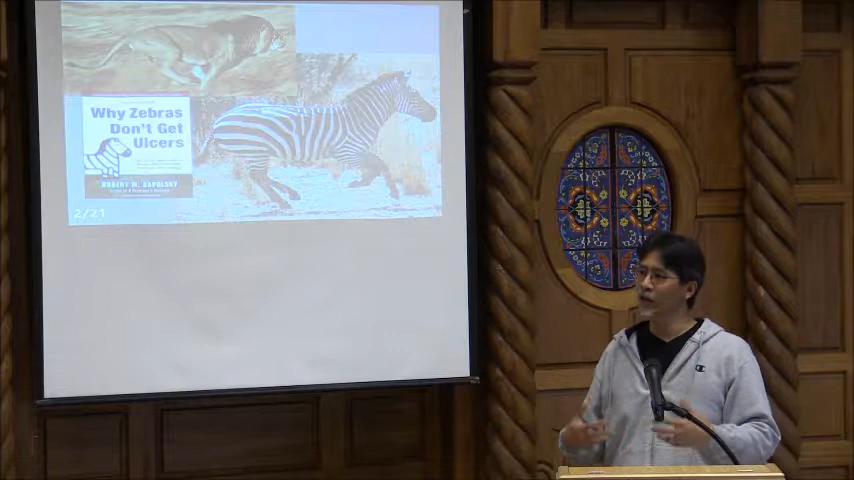 Why Zebras
Don't Get
Ulcers
ROBERT M. SAPOLSKY
2/21